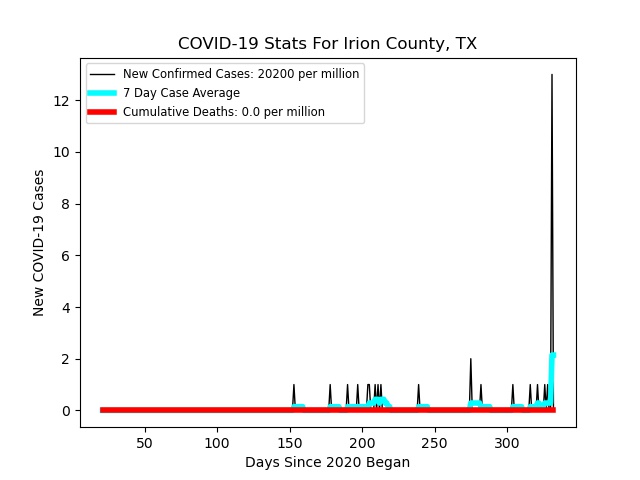 COVID-19 Stats For Irion County, TX
New Confirmed Cases: 20200 per million
7 Day Case Average
Cumulative Deaths: 0.0 per million
New COVID-19 Cases
12
10
8
6
4
2
0
50 100 150 200 250 300
Days Since 2020 Began